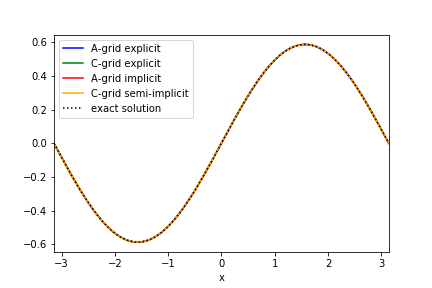 0.6
0.4
0.2
0.0
−0.2
−0.4
−0.6
A-grid explicit
C-grid explicit
A-grid implicit
C-grid semi-implicit
exact solution
−3 −2 −1 0 1 2 3
x